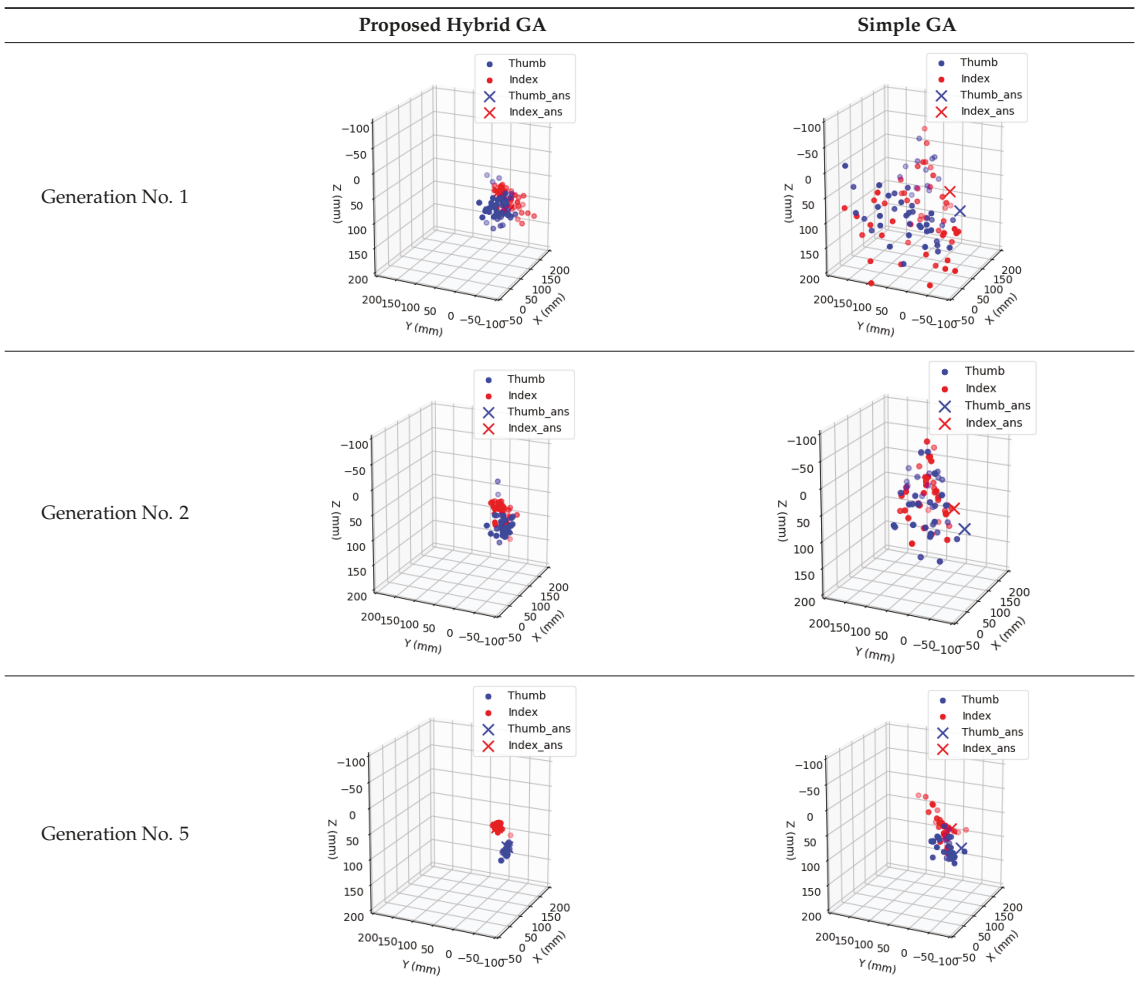 Proposed Hybrid GA Simple GA
Generation No. 1
Thumb
Index
Thumb_ans
Index_ans
−100
−50
0
50
100
150
200
Z (mm)
200 150 100 50 0 −50 −100
Y (mm)
−50 0 50 100 150 200
X (mm)
Thumb
Index
Thumb_ans
Index_ans
−100
−50
0
50
100
150
200
Z (mm)
200 150 100 50 0 −50 −100
Y (mm)
−50 0 50 100 150 200
X (mm)
Generation No. 2
Thumb
Index
Thumb_ans
Index_ans
−100
−50
0
50
100
150
200
Z (mm)
200 150 100 50 0 −50 −100
Y (mm)
−50 0 50 100 150 200
X (mm)
Thumb
Index
Thumb_ans
Index_ans
−100
−50
0
50
100
150
200
Z (mm)
200 150 100 50 0 −50 −100
Y (mm)
−50 0 50 100 150 200
X (mm)
Generation No. 5
Thumb
Index
Thumb_ans
Index_ans
−100
−50
0
50
100
150
200
Z (mm)
200 150 100 50 0 −50 −100
Y (mm)
−50 0 50 100 150 200
X (mm)
Thumb
Index
Thumb_ans
Index_ans
−100
−50
0
50
100
150
200
Z (mm)
200 150 100 50 0 −50 −100
Y (mm)
−50 0 50 100 150 200
X (mm)